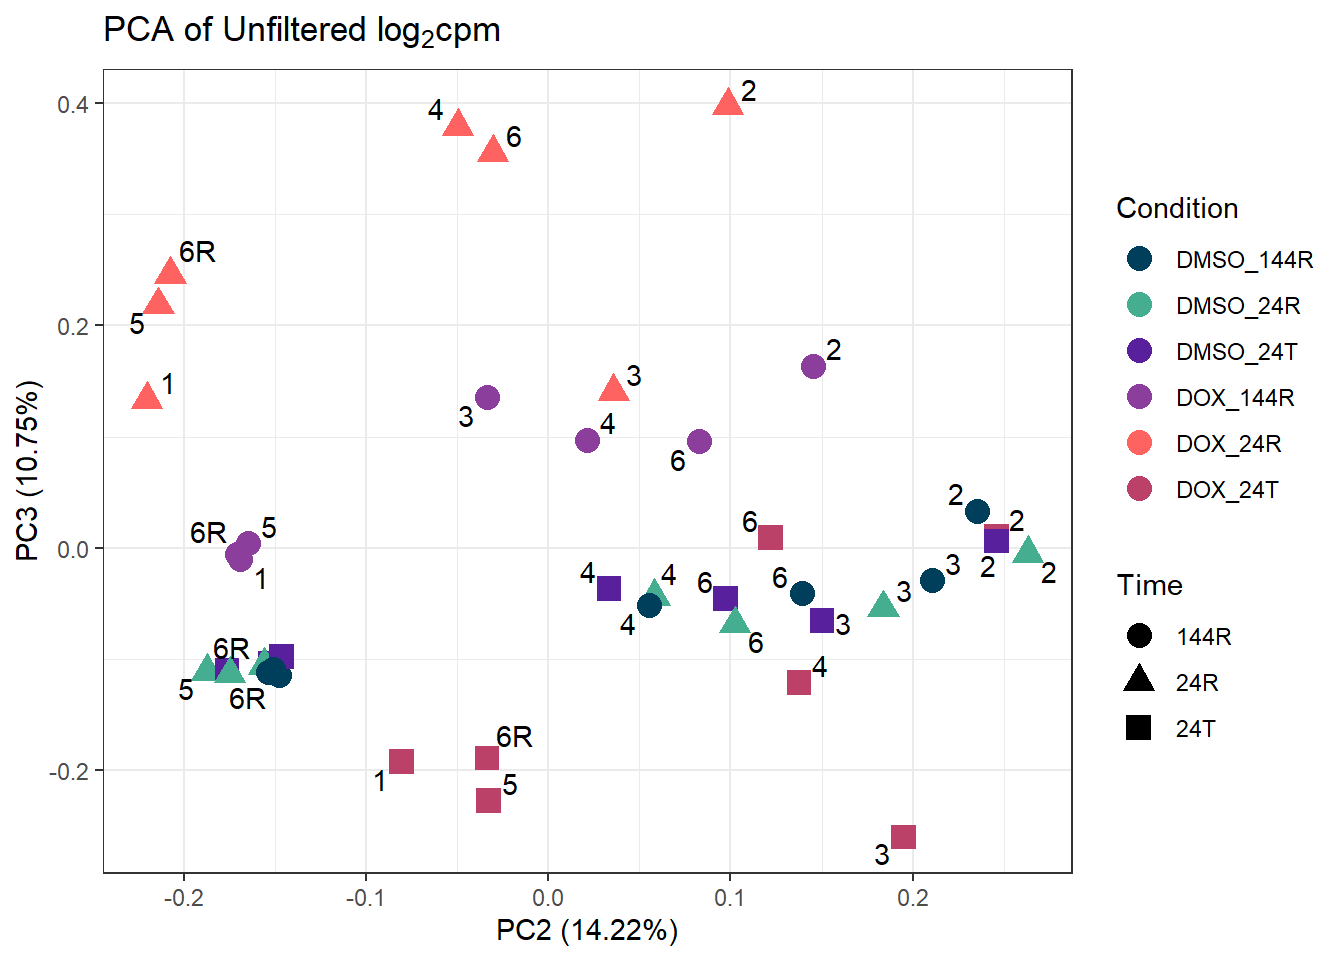 PCA of Unfiltered log2cpm
4
2
6
6R
5
1
3
2
3
4
6
6R
5
1
2
2
2
2
6
3
4
4
6
6
3
3
4
6
6R
5
6R
4
6R
5
1
3
0.4
0.2
0.0
-0.2
PC3 (10.75%)
-0.2
-0.1
0.0
0.1
0.2
PC2 (14.22%)
Condition
DMSO_144R
DMSO_24R
DMSO_24T
DOX_144R
DOX_24R
DOX_24T
Time
144R
24R
24T